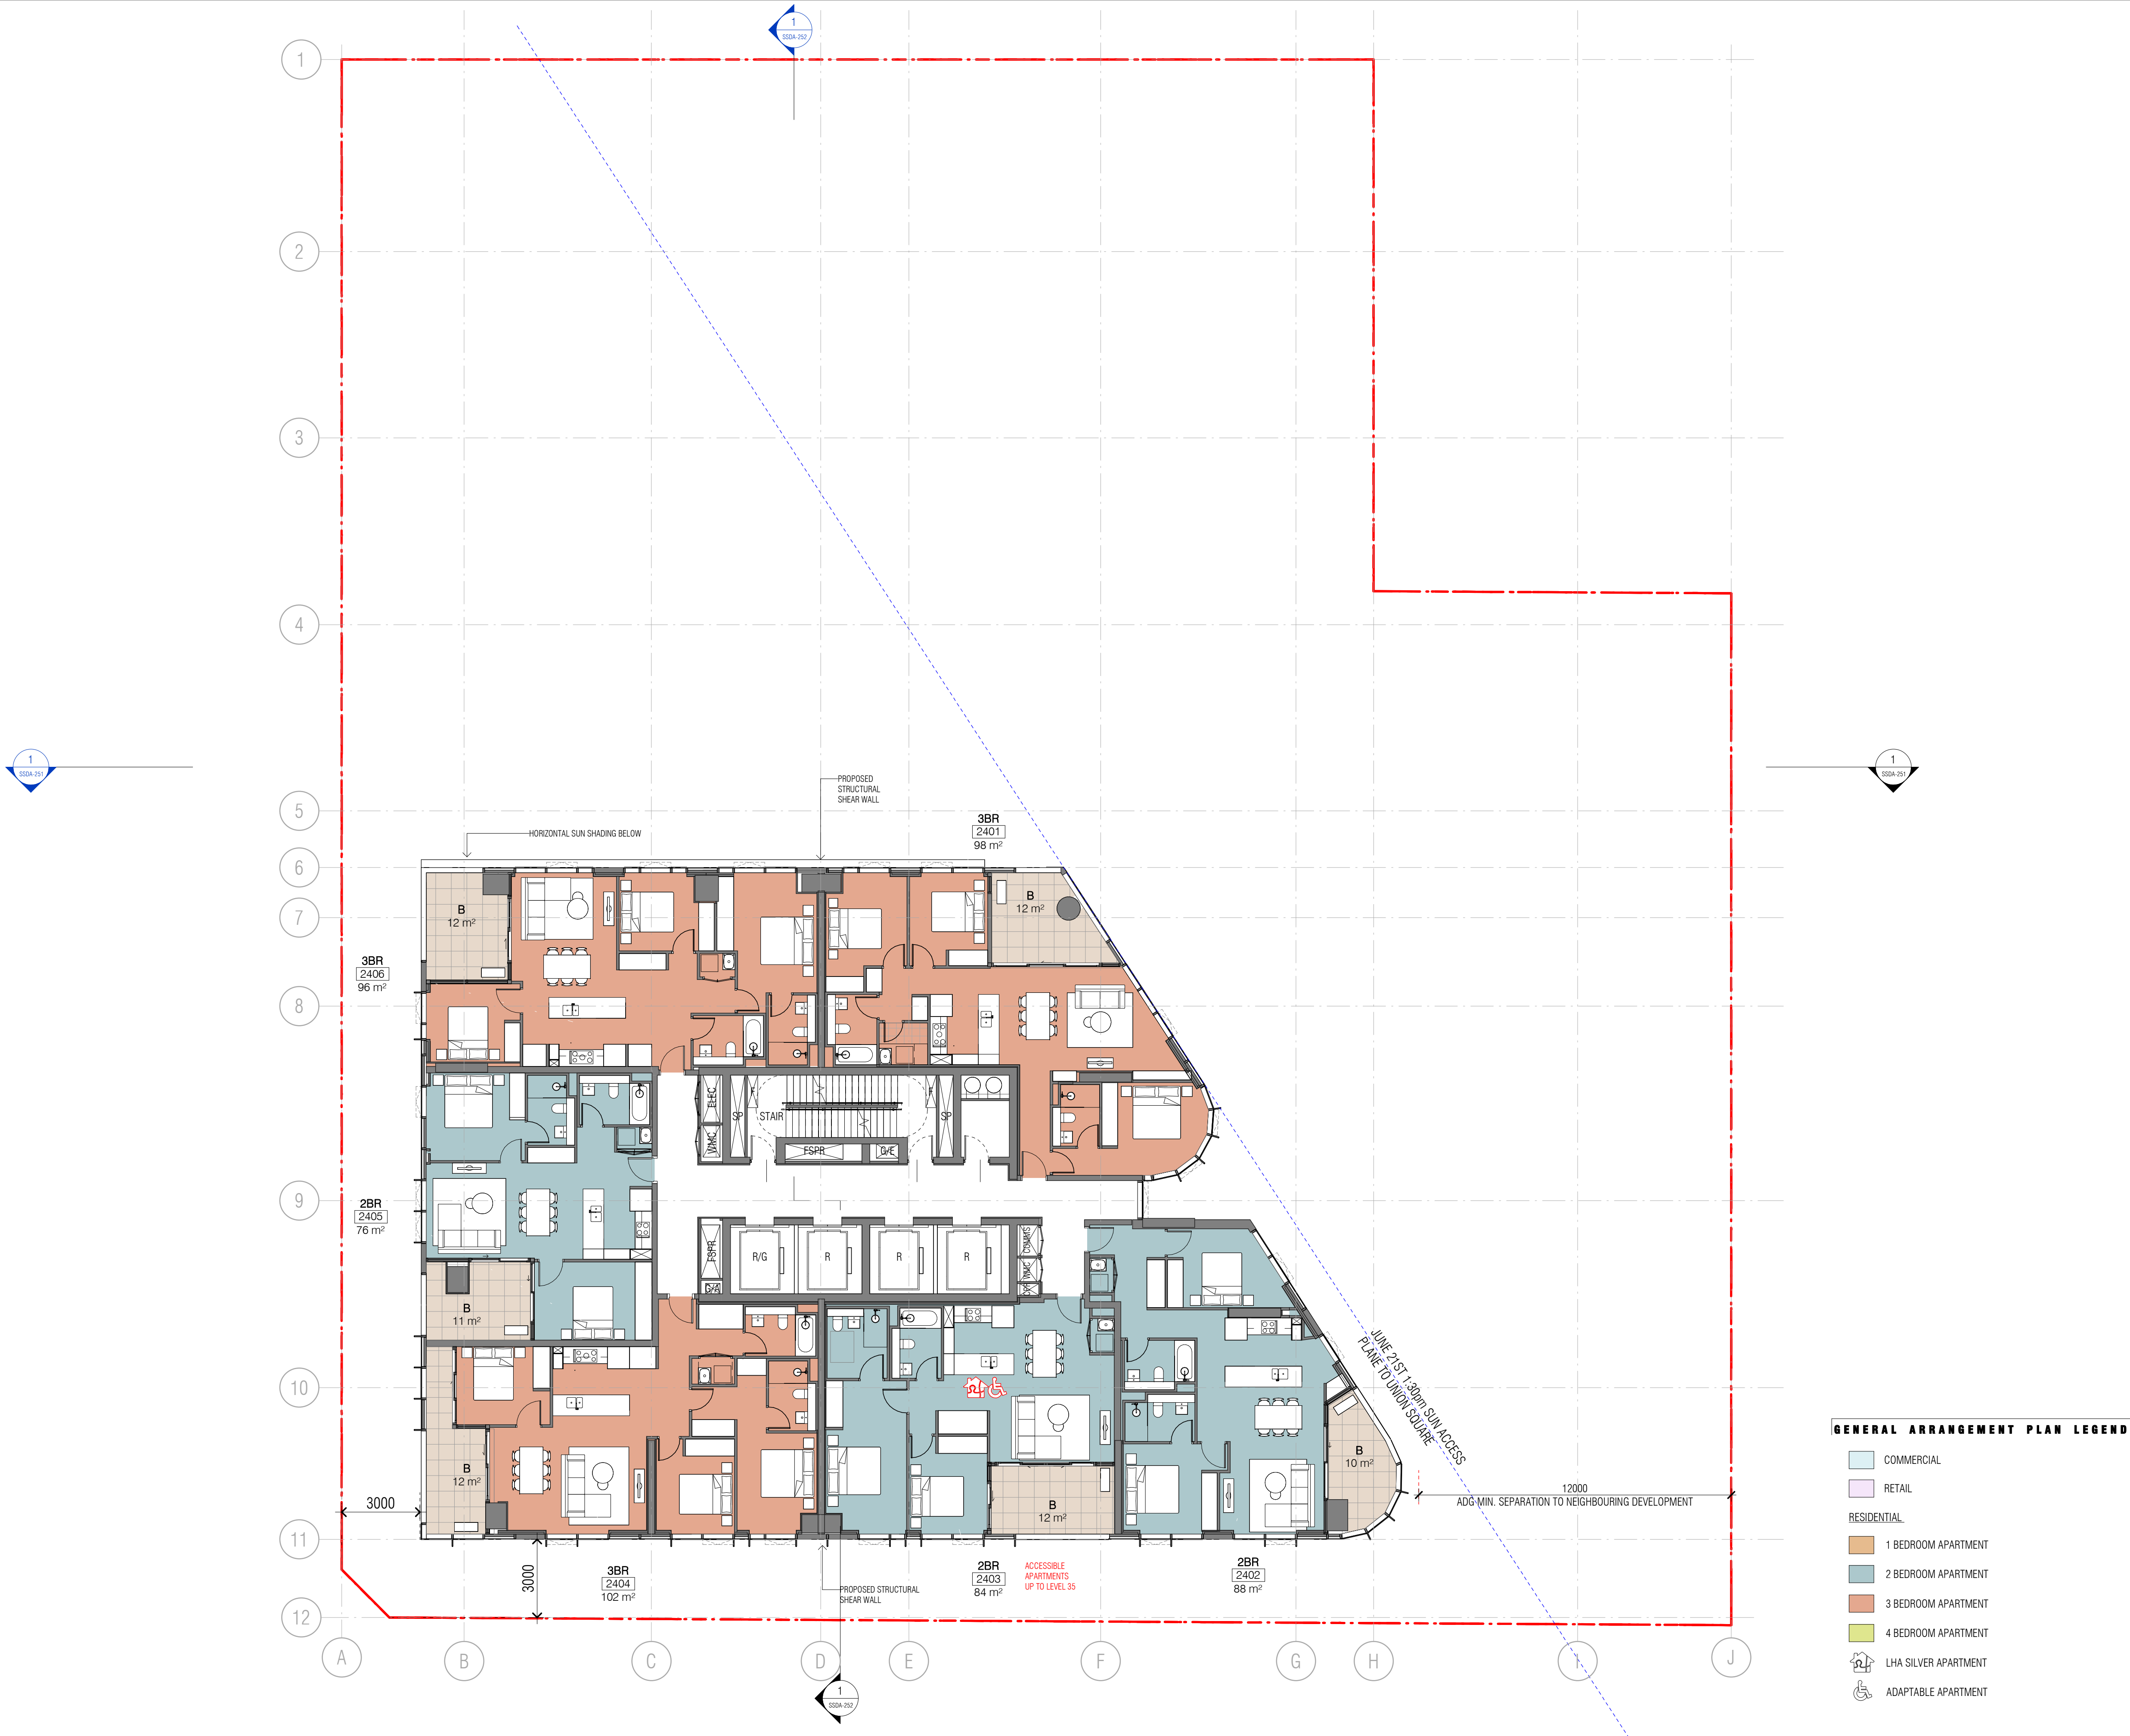 1
SSDA-252
1
2
3
4
1
SSDA-251
1
SSDA-251
PROPOSED
STRUCTURAL
SHEAR WALL
5
HORIZONTAL SUN SHADING BELOW
3BR
2401
98 m²
6
7
B
12 m²
B
12 m²
3BR
2406
96 m²
8
ELEC
WMC
SP
F
STAIR
F
SP
FSPR
G/E
9
2BR
2405
76 m²
FSPR
R/G
R
R
R
COMMS
WMC
B
11 m²
JUNE 21ST 1:30pm SUN ACCESS
PLANE TO UNION SQUARE
10
B
12 m²
B
12 m²
B
10 m²
3000
12000
ADG MIN. SEPARATION TO NEIGHBOURING DEVELOPMENT
11
3000
3BR
2404
102 m²
PROPOSED STRUCTURAL
SHEAR WALL
2BR
2403
84 m²
ACCESSIBLE
APARTMENTS
UP TO LEVEL 35
2BR
2402
88 m²
12
A
B
C
D
E
F
G
H
I
J
1
SSDA-252
GENERAL ARRANGEMENT PLAN LEGEND
COMMERCIAL
RETAIL
RESIDENTIAL
1 BEDROOM APARTMENT
2 BEDROOM APARTMENT
3 BEDROOM APARTMENT
4 BEDROOM APARTMENT
LHA SILVER APARTMENT
ADAPTABLE APARTMENT